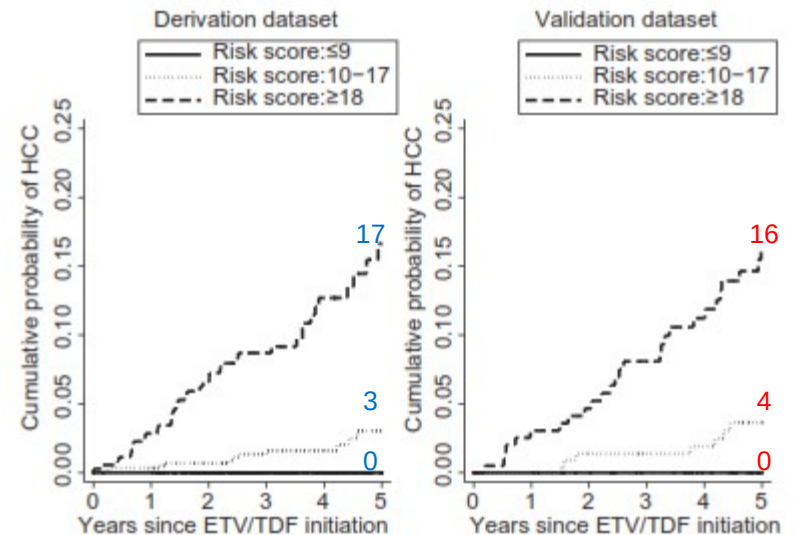 Derivation dataset
Risk score:≤9
Risk score:10−17
Risk score:≥18
Cumulative probability of HCC
0.25
0.20
0.15
0.10
0.05
0.00
17
3
0
0 1 2 3 4 5
Years since ETV/TDF initiation
Validation dataset
Risk score:≤9
Risk score:10−17
Risk score:≥18
Cumulative probability of HCC
0.25
0.20
0.15
0.10
0.05
0.00
16
4
0
0 1 2 3 4 5
Years since ETV/TDF initiation